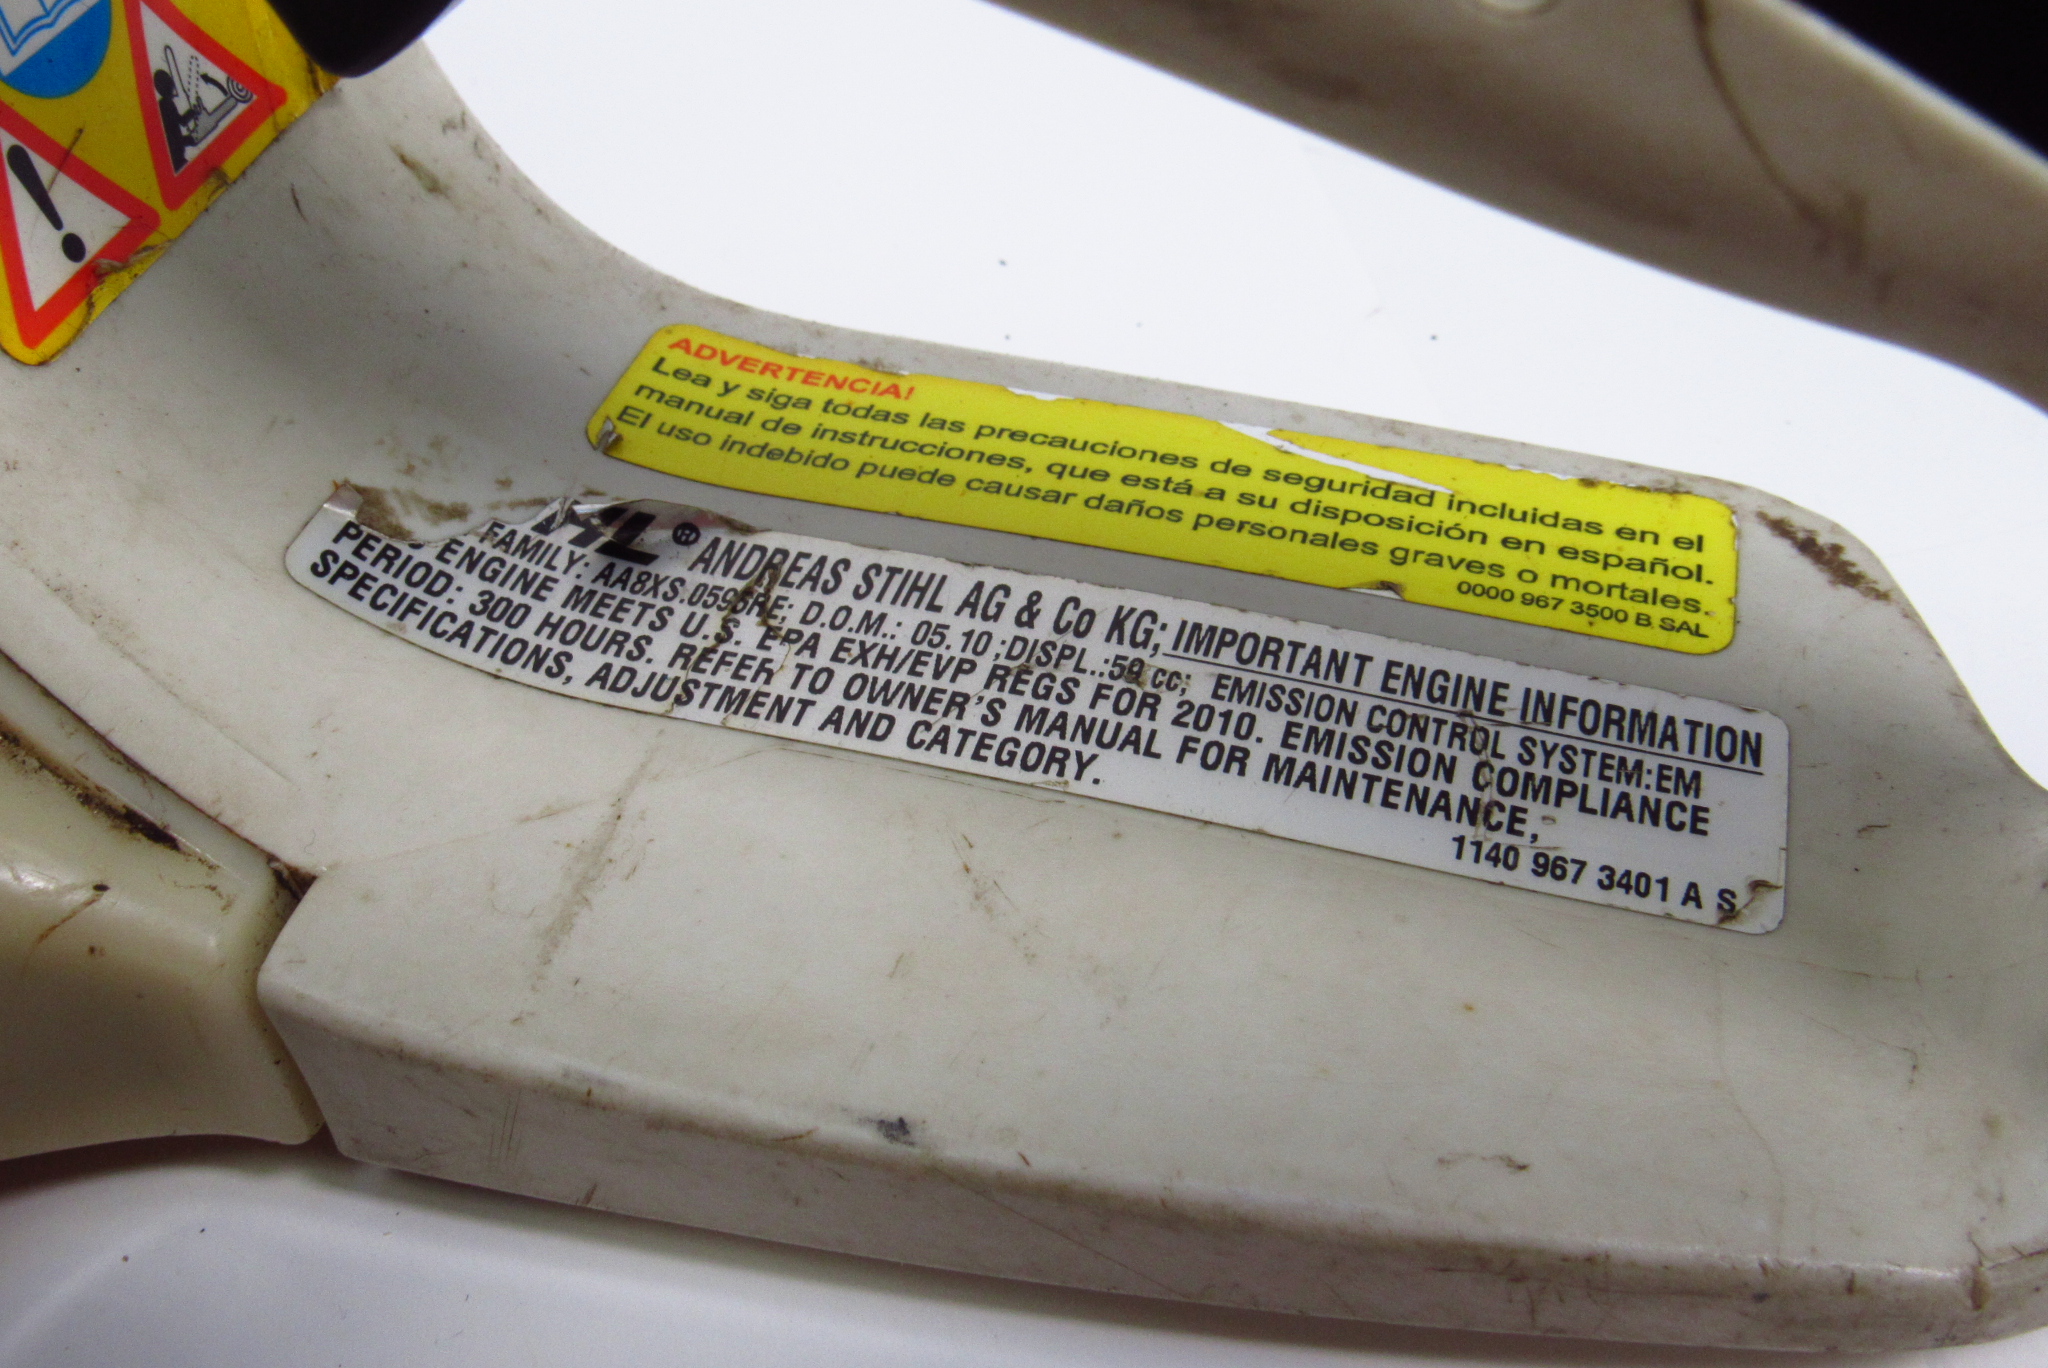 ADVERTENCIA!
Lea y siga todas las precauciones de seguridad incluidas en el
manual de instrucciones, que está a su disposición en español.
El uso indebido puede causar daños personales graves o mortales.
0000 967 3500 B SAL
® ANDREAS STIHL AG & Co KG; IMPORTANT ENGINE INFORMATION
FAMILY: AA8XS.0595RE; D.O.M.: 05.10 ;DISPL.:59 cc; EMISSION CONTROL SYSTEM:EM
ENGINE MEETS U.S. EPA EXH/EVP REGS FOR 2010. EMISSION COMPLIANCE
PERIOD: 300 HOURS. REFER TO OWNER'S MANUAL FOR MAINTENANCE,
SPECIFICATIONS, ADJUSTMENT AND CATEGORY.
1140 967 3401 A S